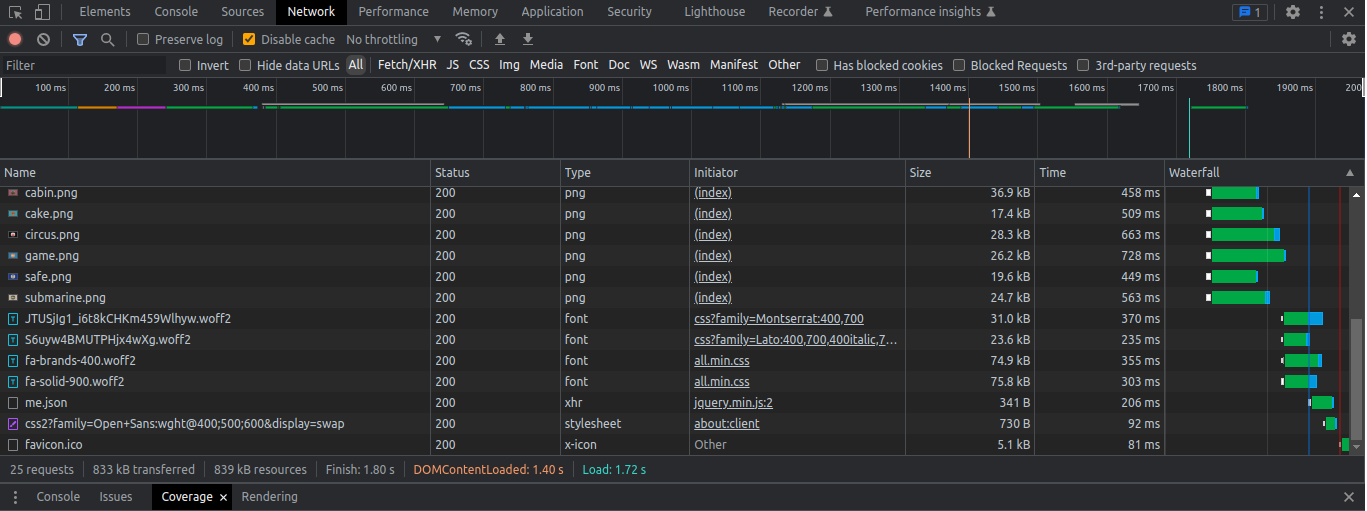 Elements Console Sources Network Performance Memory Application Security Lighthouse Recorder Performance insights 1
Preserve log Disable cache No throttling
Filter Invert Hide data URLs All Fetch/XHR JS CSS Img Media Font Doc WS Wasm Manifest Other Has blocked cookies Blocked Requests 3rd-party requests
100 ms 200 ms 300 ms 400 ms 500 ms 600 ms 700 ms 800 ms 900 ms 1000 ms 1100 ms 1200 ms 1300 ms 1400 ms 1500 ms 1600 ms 1700 ms 1800 ms 1900 ms 200
Name Status Type Initiator Size Time Waterfall
cabin.png 200 png (index) 36.9 kB 458 ms
cake.png 200 png (index) 17.4 kB 509 ms
circus.png 200 png (index) 28.3 kB 663 ms
game.png 200 png (index) 26.2 kB 728 ms
safe.png 200 png (index) 19.6 kB 449 ms
submarine.png 200 png (index) 24.7 kB 563 ms
JTUSjIg1_i6t8kCHKm459Wlhyw.woff2 200 font css?family=Montserrat:400,700 31.0 kB 370 ms
S6uyw4BMUTPHjx4wXg.woff2 200 font css?family=Lato:400,700,400italic,7... 23.6 kB 235 ms
fa-brands-400.woff2 200 font all.min.css 74.9 kB 355 ms
fa-solid-900.woff2 200 font all.min.css 75.8 kB 303 ms
me.json 200 xhr jquery.min.js:2 341 B 206 ms
css2?family=Open+Sans:wght@400;500;600&display=swap 200 stylesheet about:client 730 B 92 ms
favicon.ico 200 x-icon Other 5.1 kB 81 ms
25 requests 833 kB transferred 839 kB resources Finish: 1.80 s DOMContentLoaded: 1.40 s Load: 1.72 s
Console Issues Coverage × Rendering